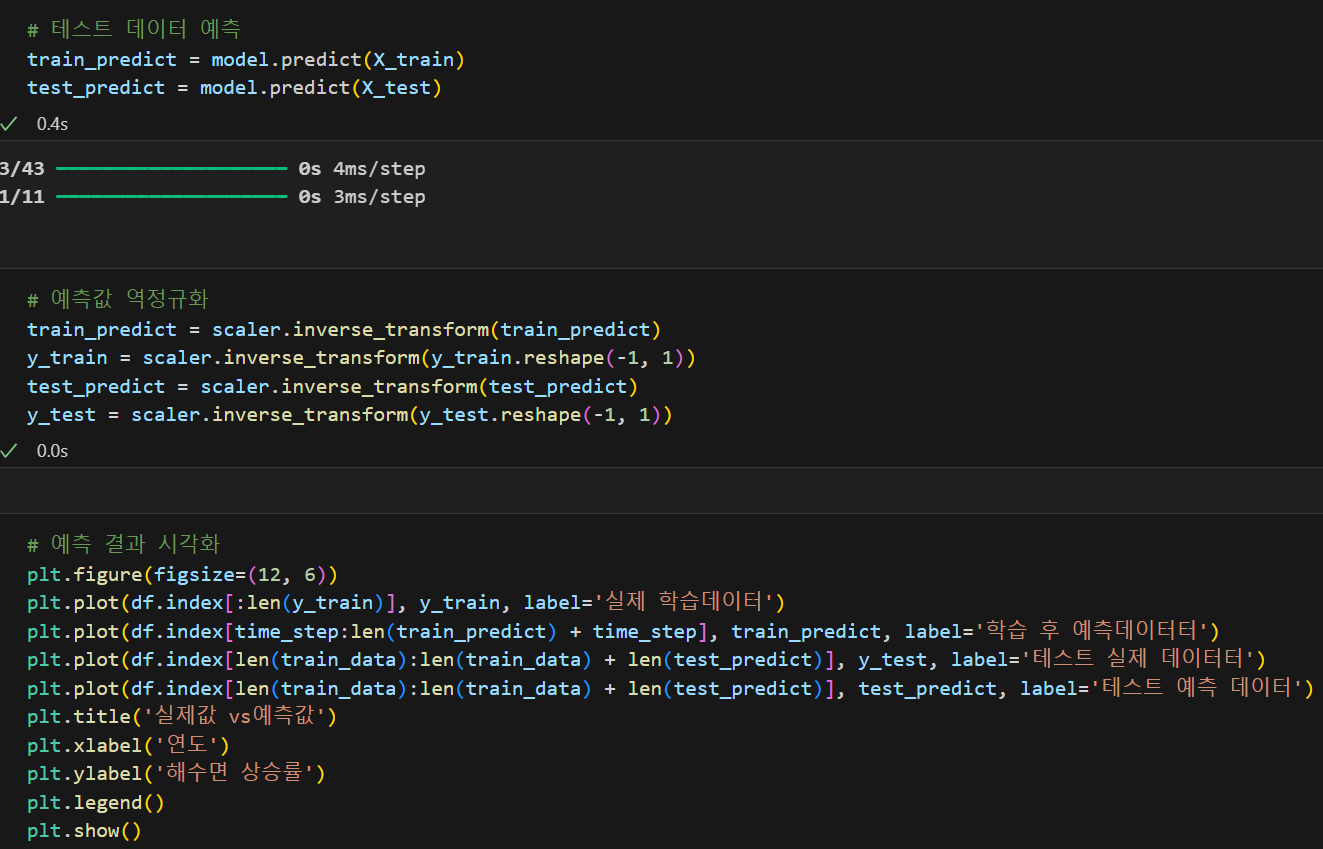 # 테스트 데이터 예측
train_predict = model.predict(X_train)
test_predict = model.predict(X_test)
✓ 0.4s
3/43 ━━━━━━━━━━━━━━━━━━━━ 0s 4ms/step
1/11 ━━━━━━━━━━━━━━━━━━━━ 0s 3ms/step
# 예측값 역정규화
train_predict = scaler.inverse_transform(train_predict)
y_train = scaler.inverse_transform(y_train.reshape(-1, 1))
test_predict = scaler.inverse_transform(test_predict)
y_test = scaler.inverse_transform(y_test.reshape(-1, 1))
✓ 0.0s
# 예측 결과 시각화
plt.figure(figsize=(12, 6))
plt.plot(df.index[:len(y_train)], y_train, label='실제 학습데이터')
plt.plot(df.index[time_step:len(train_predict) + time_step], train_predict, label='학습 후 예측데이터터')
plt.plot(df.index[len(train_data):len(train_data) + len(test_predict)], y_test, label='테스트 실제 데이터터')
plt.plot(df.index[len(train_data):len(train_data) + len(test_predict)], test_predict, label='테스트 예측 데이터')
plt.title('실제값 vs예측값')
plt.xlabel('연도')
plt.ylabel('해수면 상승률')
plt.legend()
plt.show()